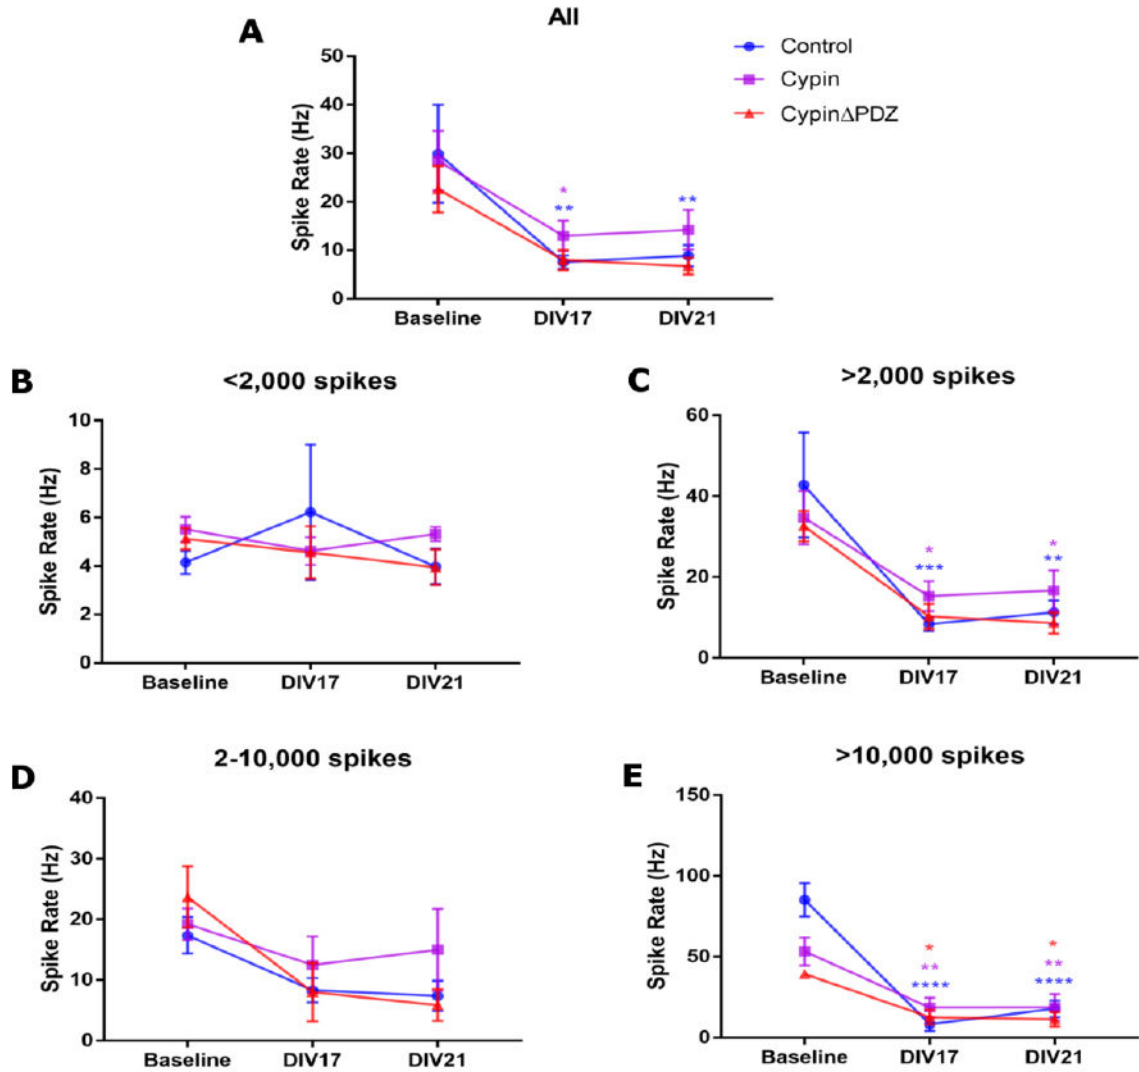 A
All
50
40
30
20
10
0
Spike Rate (Hz)
*
**
**
Baseline
DIV17
DIV21
Control
Cypin
CypinΔPDZ
B
<2,000 spikes
10
8
6
4
2
0
Spike Rate (Hz)
Baseline
DIV17
DIV21
C
>2,000 spikes
60
40
20
0
Spike Rate (Hz)
*
***
*
**
Baseline
DIV17
DIV21
D
2-10,000 spikes
40
30
20
10
0
Spike Rate (Hz)
Baseline
DIV17
DIV21
E
>10,000 spikes
150
100
50
0
Spike Rate (Hz)
*
**
****
*
**
****
Baseline
DIV17
DIV21